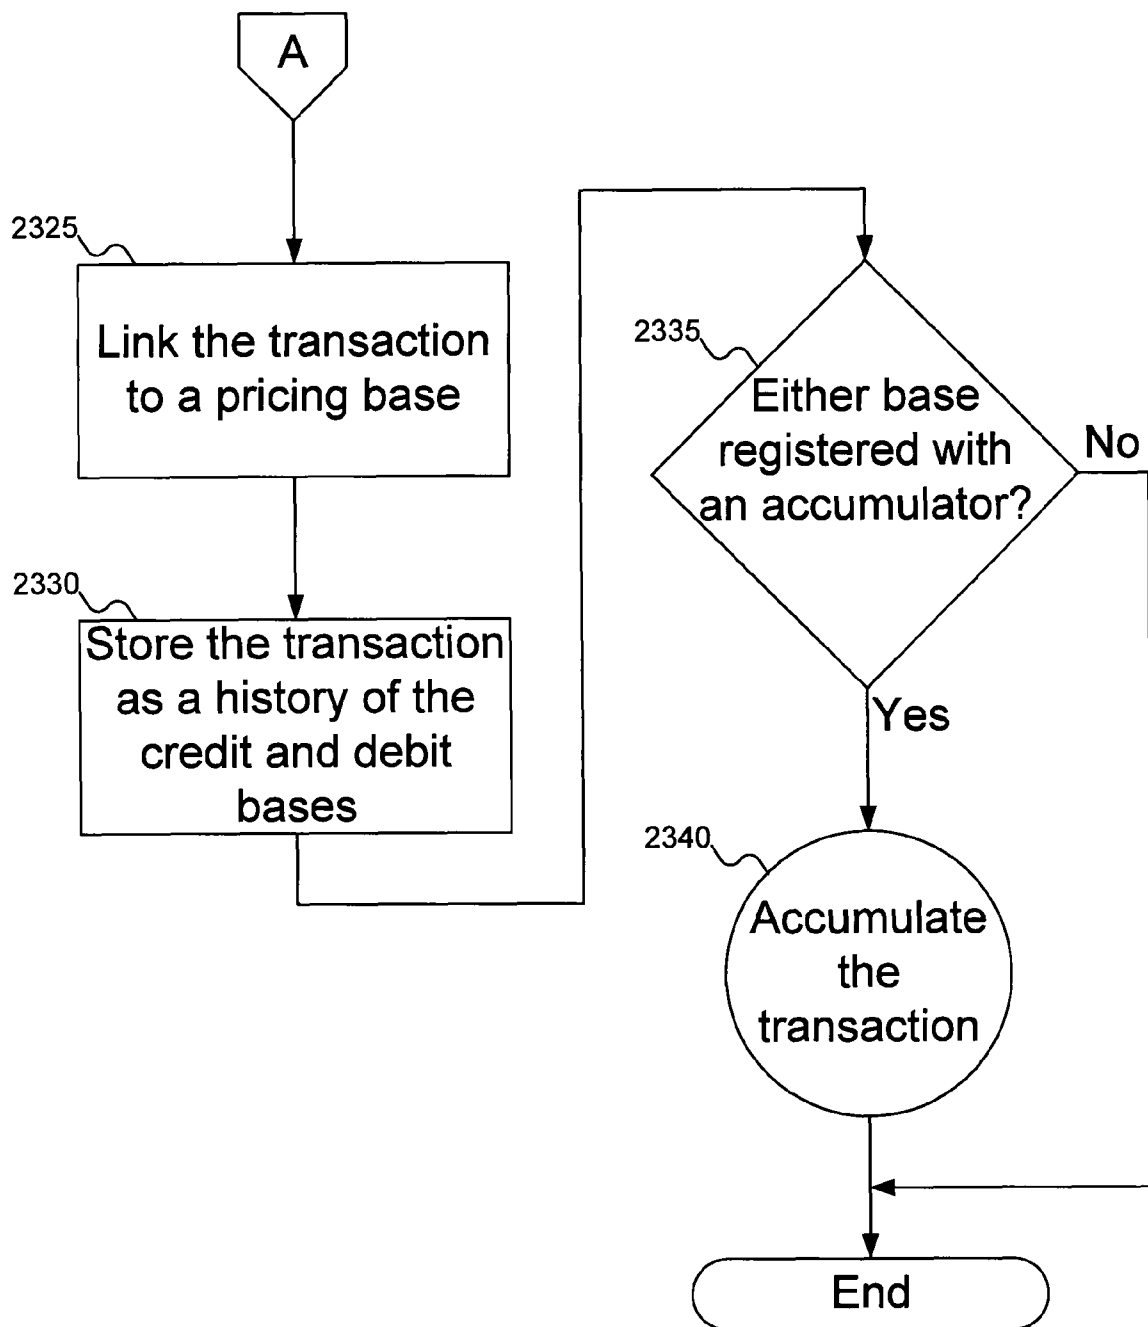 A
2325
Link the transaction
to a pricing base
2330
Store the transaction
as a history of the
credit and debit
bases
2335
Either base
registered with
an accumulator?
No
Yes
2340
Accumulate
the
transaction
End